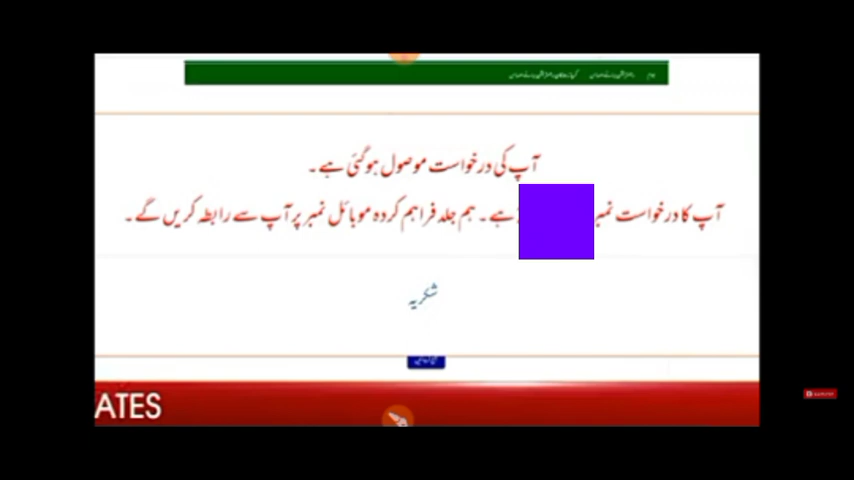 آپ کی درخواست موصول ہوگئی ہے۔
آپ کا درخواست نمبر ہے۔ ہم جلد فراہم کردہ موبائل نمبر پر آپ سے رابطہ کریں گے۔
شکریہ
ATES